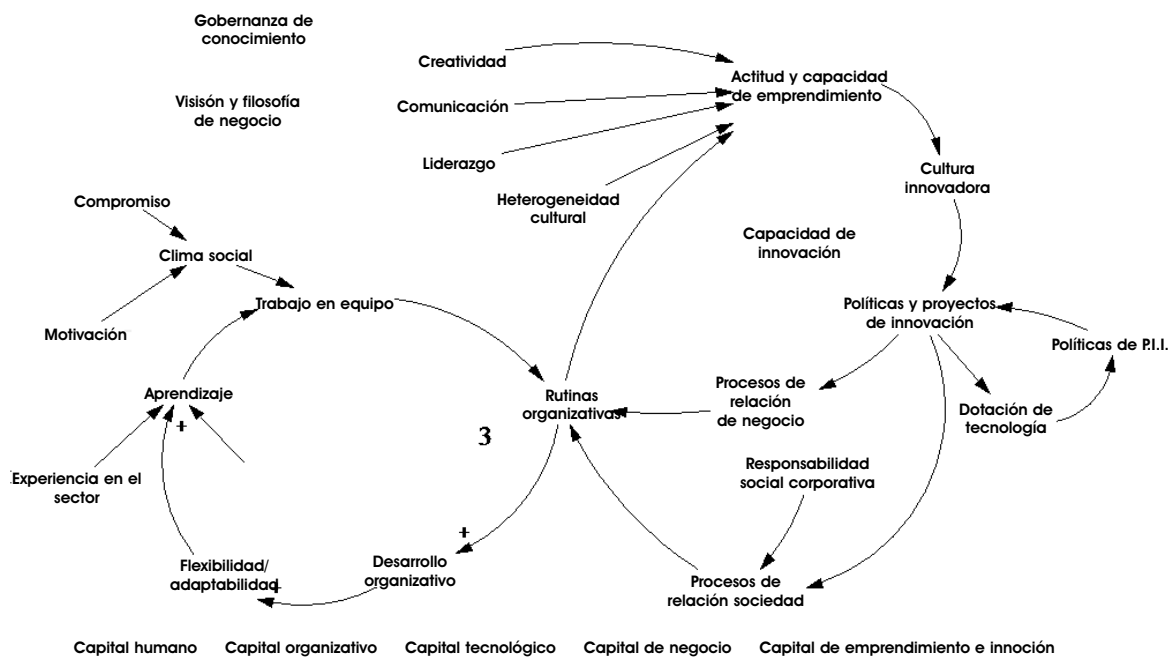 Gobernanza de
conocimiento
Creatividad
Actitud y capacidad
de emprendimiento
Visisón y filosofía
de negocio
Comunicación
Liderazgo
Cultura
innovadora
Heterogeneidad
cultural
Compromiso
Capacidad de
innovación
Clima social
Trabajo en equipo
Políticas y proyectos
de innovación
Motivación
Políticas de P.I.I.
Aprendizaje
+
Rutinas
organizativas
Procesos de
relación
de negocio
Dotación de
tecnología
3
Experiencia en el
sector
Responsabilidad
social corporativa
+
Flexibilidad/
adaptabilidad
+
Desarrollo
organizativo
Procesos de
relación sociedad
Capital humano Capital organizativo Capital tecnológico Capital de negocio Capital de emprendimiento e innoción